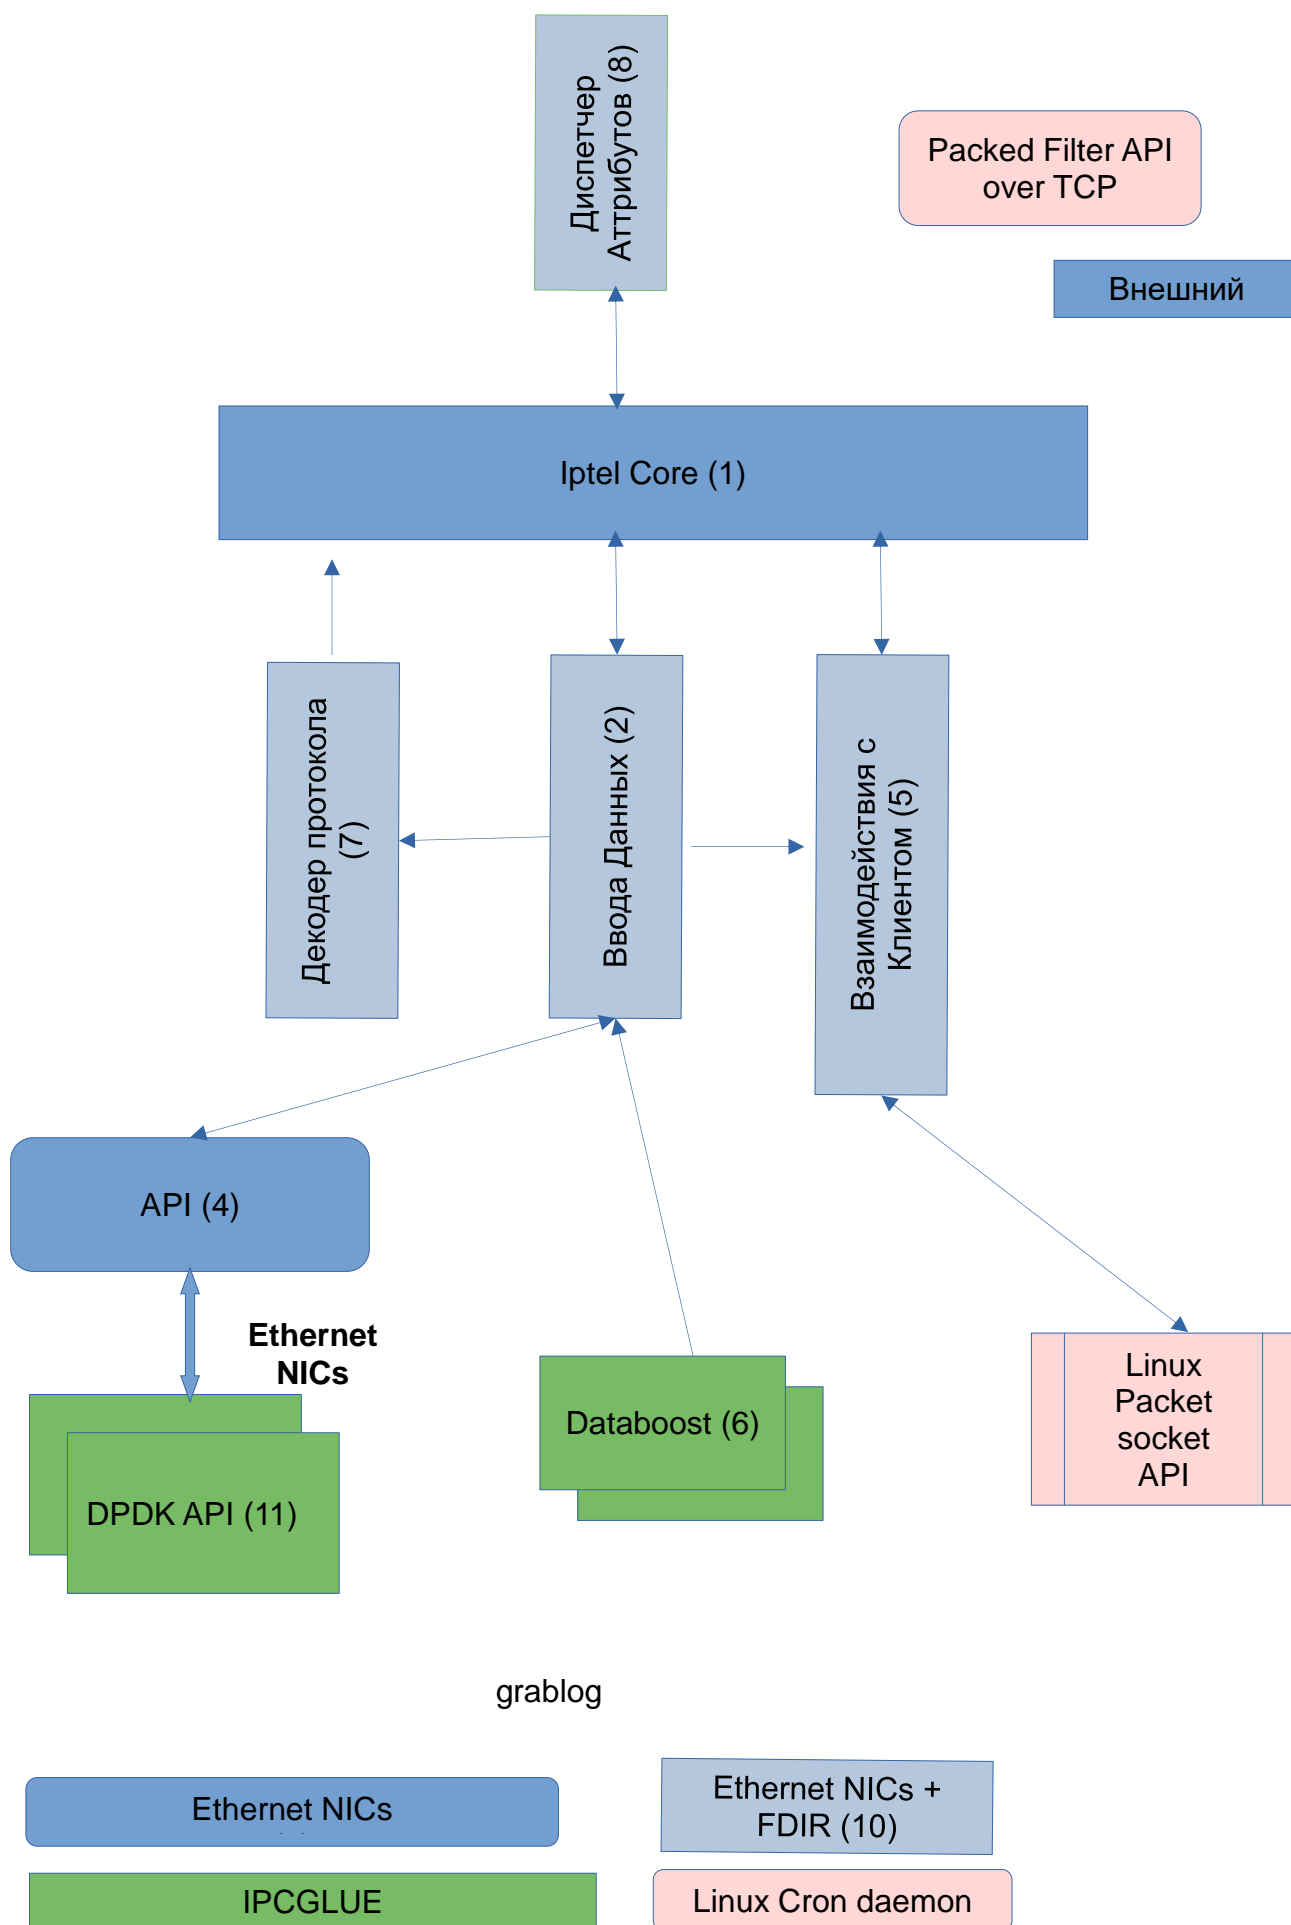 Диспетчер
Аттрибутов (8)
Packed Filter API
over TCP
Внешний
Iptel Core (1)
Декодер протокола
(7)
Ввода Данных (2)
Взаимодействия с
Клиентом (5)
API (4)
Ethernet
NICs
DPDK API (11)
Databoost (6)
Linux
Packet
socket
API
grablog
Ethernet NICs
Ethernet NICs +
FDIR (10)
IPCGLUE
Linux Cron daemon